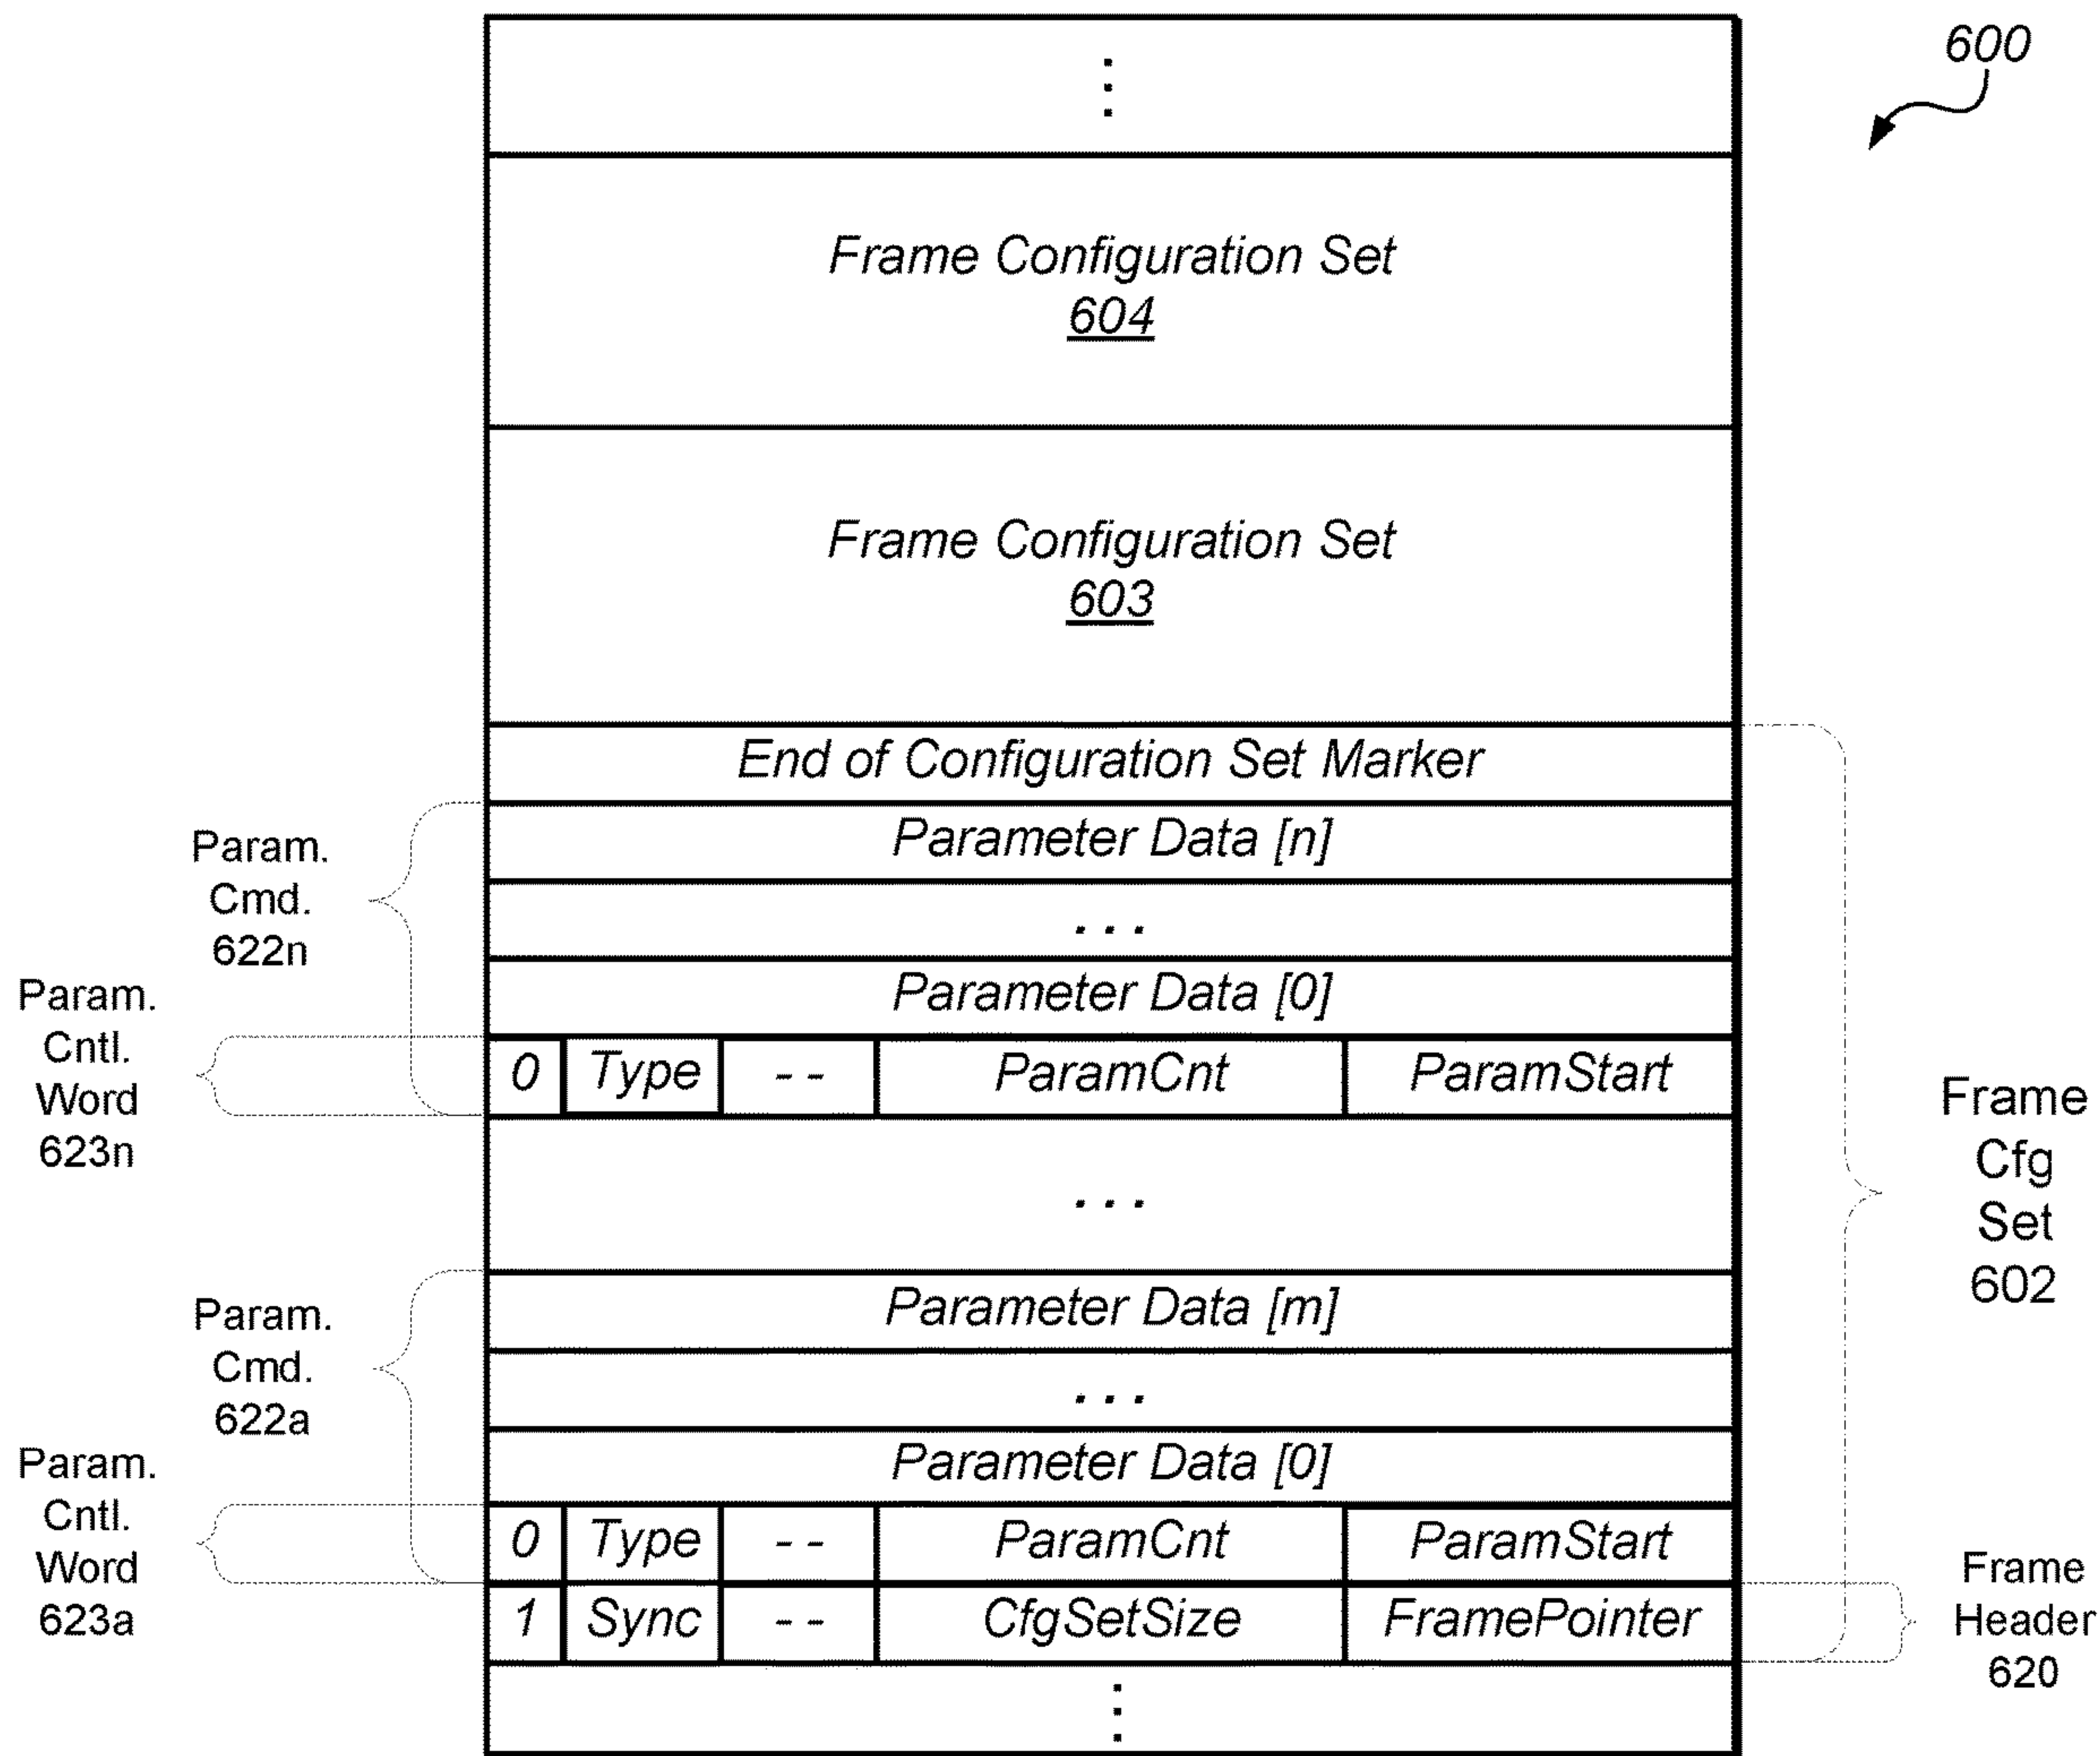 600
⋮
Frame Configuration Set
604
Frame Configuration Set
603
End of Configuration Set Marker
Parameter Data [n]
. . .
Parameter Data [0]
0 Type - - ParamCnt ParamStart
. . .
Parameter Data [m]
. . .
Parameter Data [0]
0 Type - - ParamCnt ParamStart
1 Sync - - CfgSetSize FramePointer
⋮
Param.
Cmd.
622n
Param.
Cntl.
Word
623n
Param.
Cmd.
622a
Param.
Cntl.
Word
623a
Frame
Cfg
Set
602
Frame
Header
620